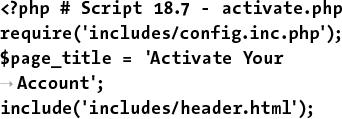 <?php # Script 18.7 - activate.php
require('includes/config.inc.php');
$page_title = 'Activate Your
→Account';
include('includes/header.html');